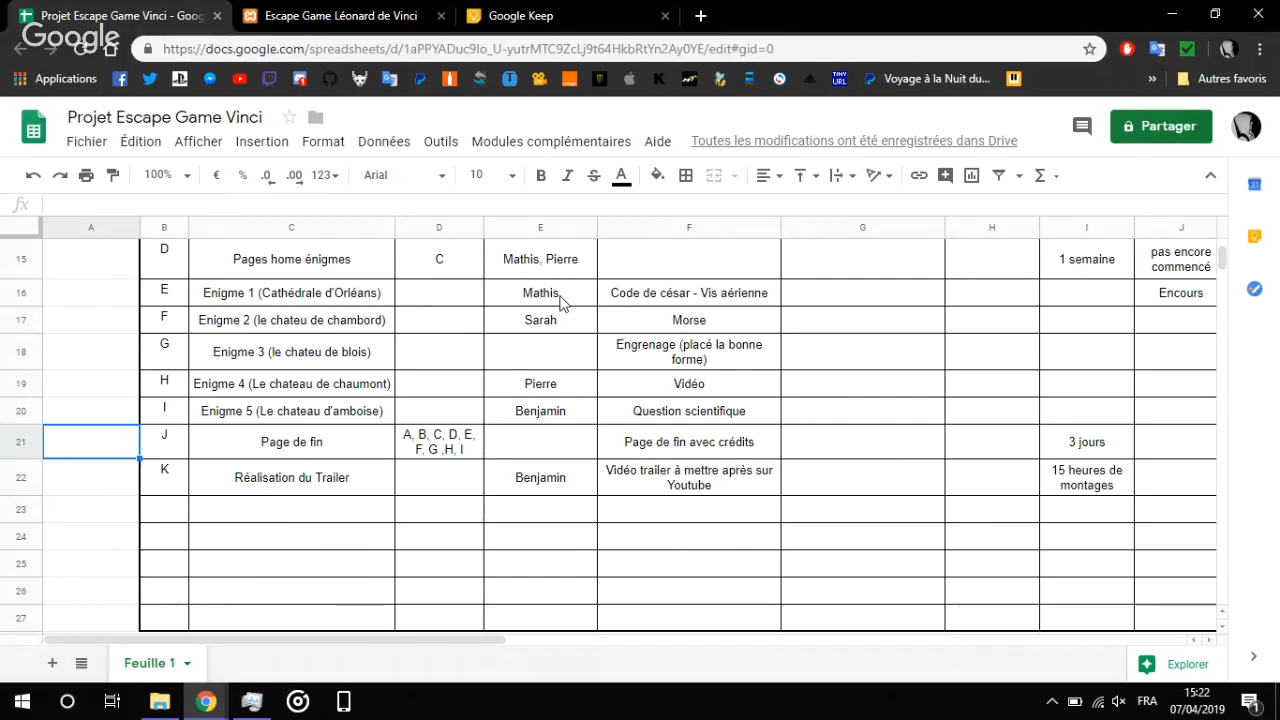 Projet Escape Game Vinci - Goog
Escape Game Léonard de Vinci
Google Keep
Google
https://docs.google.com/spreadsheets/d/1aPPYADuc9Io_U-yutrMTC9ZcLj9t64HkbRtYn2Ay0YE/edit#gid=0
Applications
TINY
URL
Voyage à la Nuit du...
»
Autres favoris
Projet Escape Game Vinci
Fichier Édition Afficher Insertion Format Données Outils Modules complémentaires Aide Toutes les modifications ont été enregistrées dans Drive
Partager
100% € % .0 .00 123 Arial 10 B I S A Σ
fx
A B C D E F G H I J
15 D Pages home énigmes C Mathis, Pierre 1 semaine pas encore
commencé
16 E Enigme 1 (Cathédrale d'Orléans) Mathis, Code de césar - Vis aérienne Encours
17 F Enigme 2 (le chateu de chambord) Sarah Morse
18 G Enigme 3 (le chateu de blois) Engrenage (placé la bonne
forme)
19 H Enigme 4 (Le chateau de chaumont) Pierre Vidéo
20 I Enigme 5 (Le chateau d'amboise) Benjamin Question scientifique
21 J Page de fin A, B, C, D, E,
F, G ,H, I Page de fin avec crédits 3 jours
22 K Réalisation du Trailer Benjamin Vidéo trailer à mettre après sur
Youtube 15 heures de
montages
23
24
25
26
27
Feuille 1
Explorer
FRA
15:22
07/04/2019
1